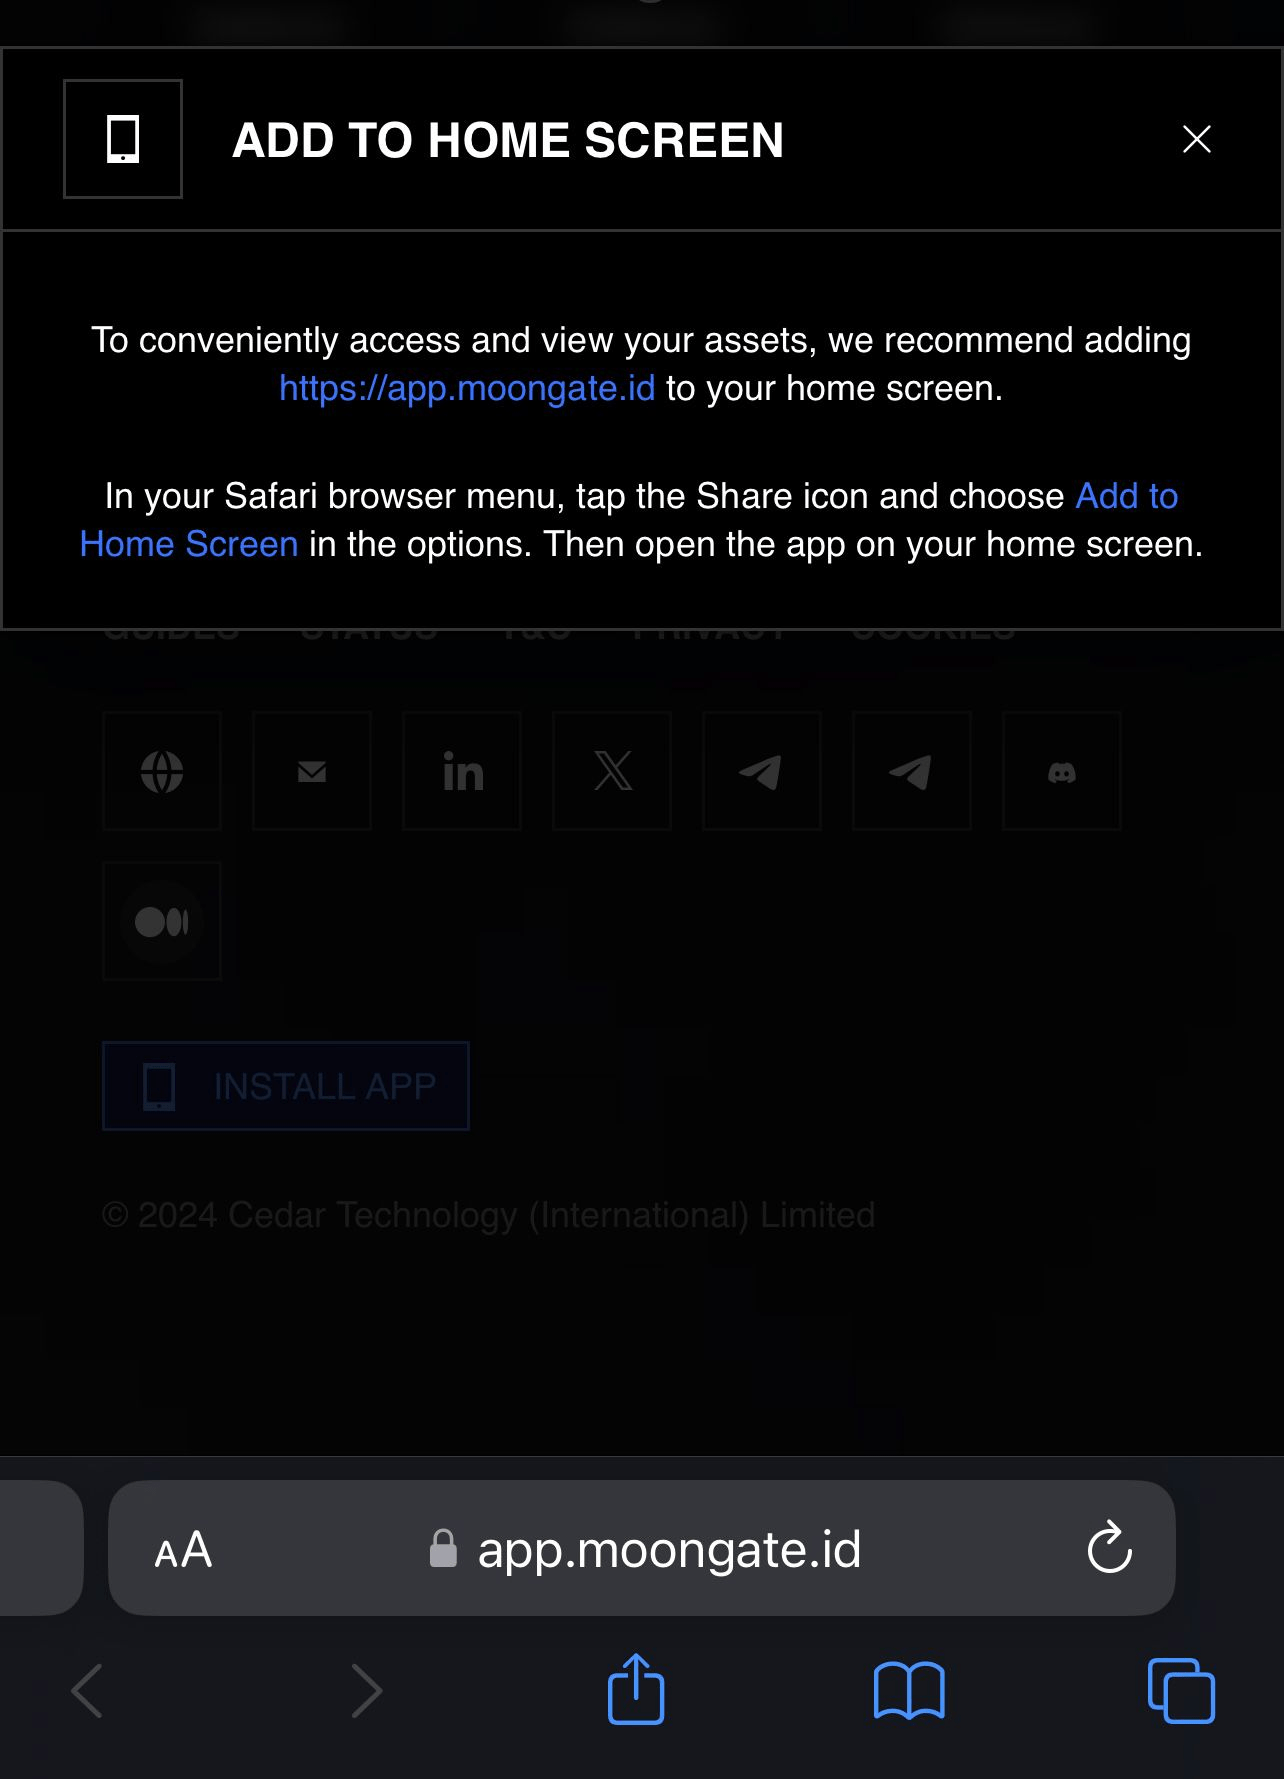 ADD TO HOME SCREEN
To conveniently access and view your assets, we recommend adding
https://app.moongate.id to your home screen.
In your Safari browser menu, tap the Share icon and choose Add to
Home Screen in the options. Then open the app on your home screen.
GUIDES STATUS T&C PRIVACY COOKIES
in
INSTALL APP
© 2024 Cedar Technology (International) Limited
AA app.moongate.id